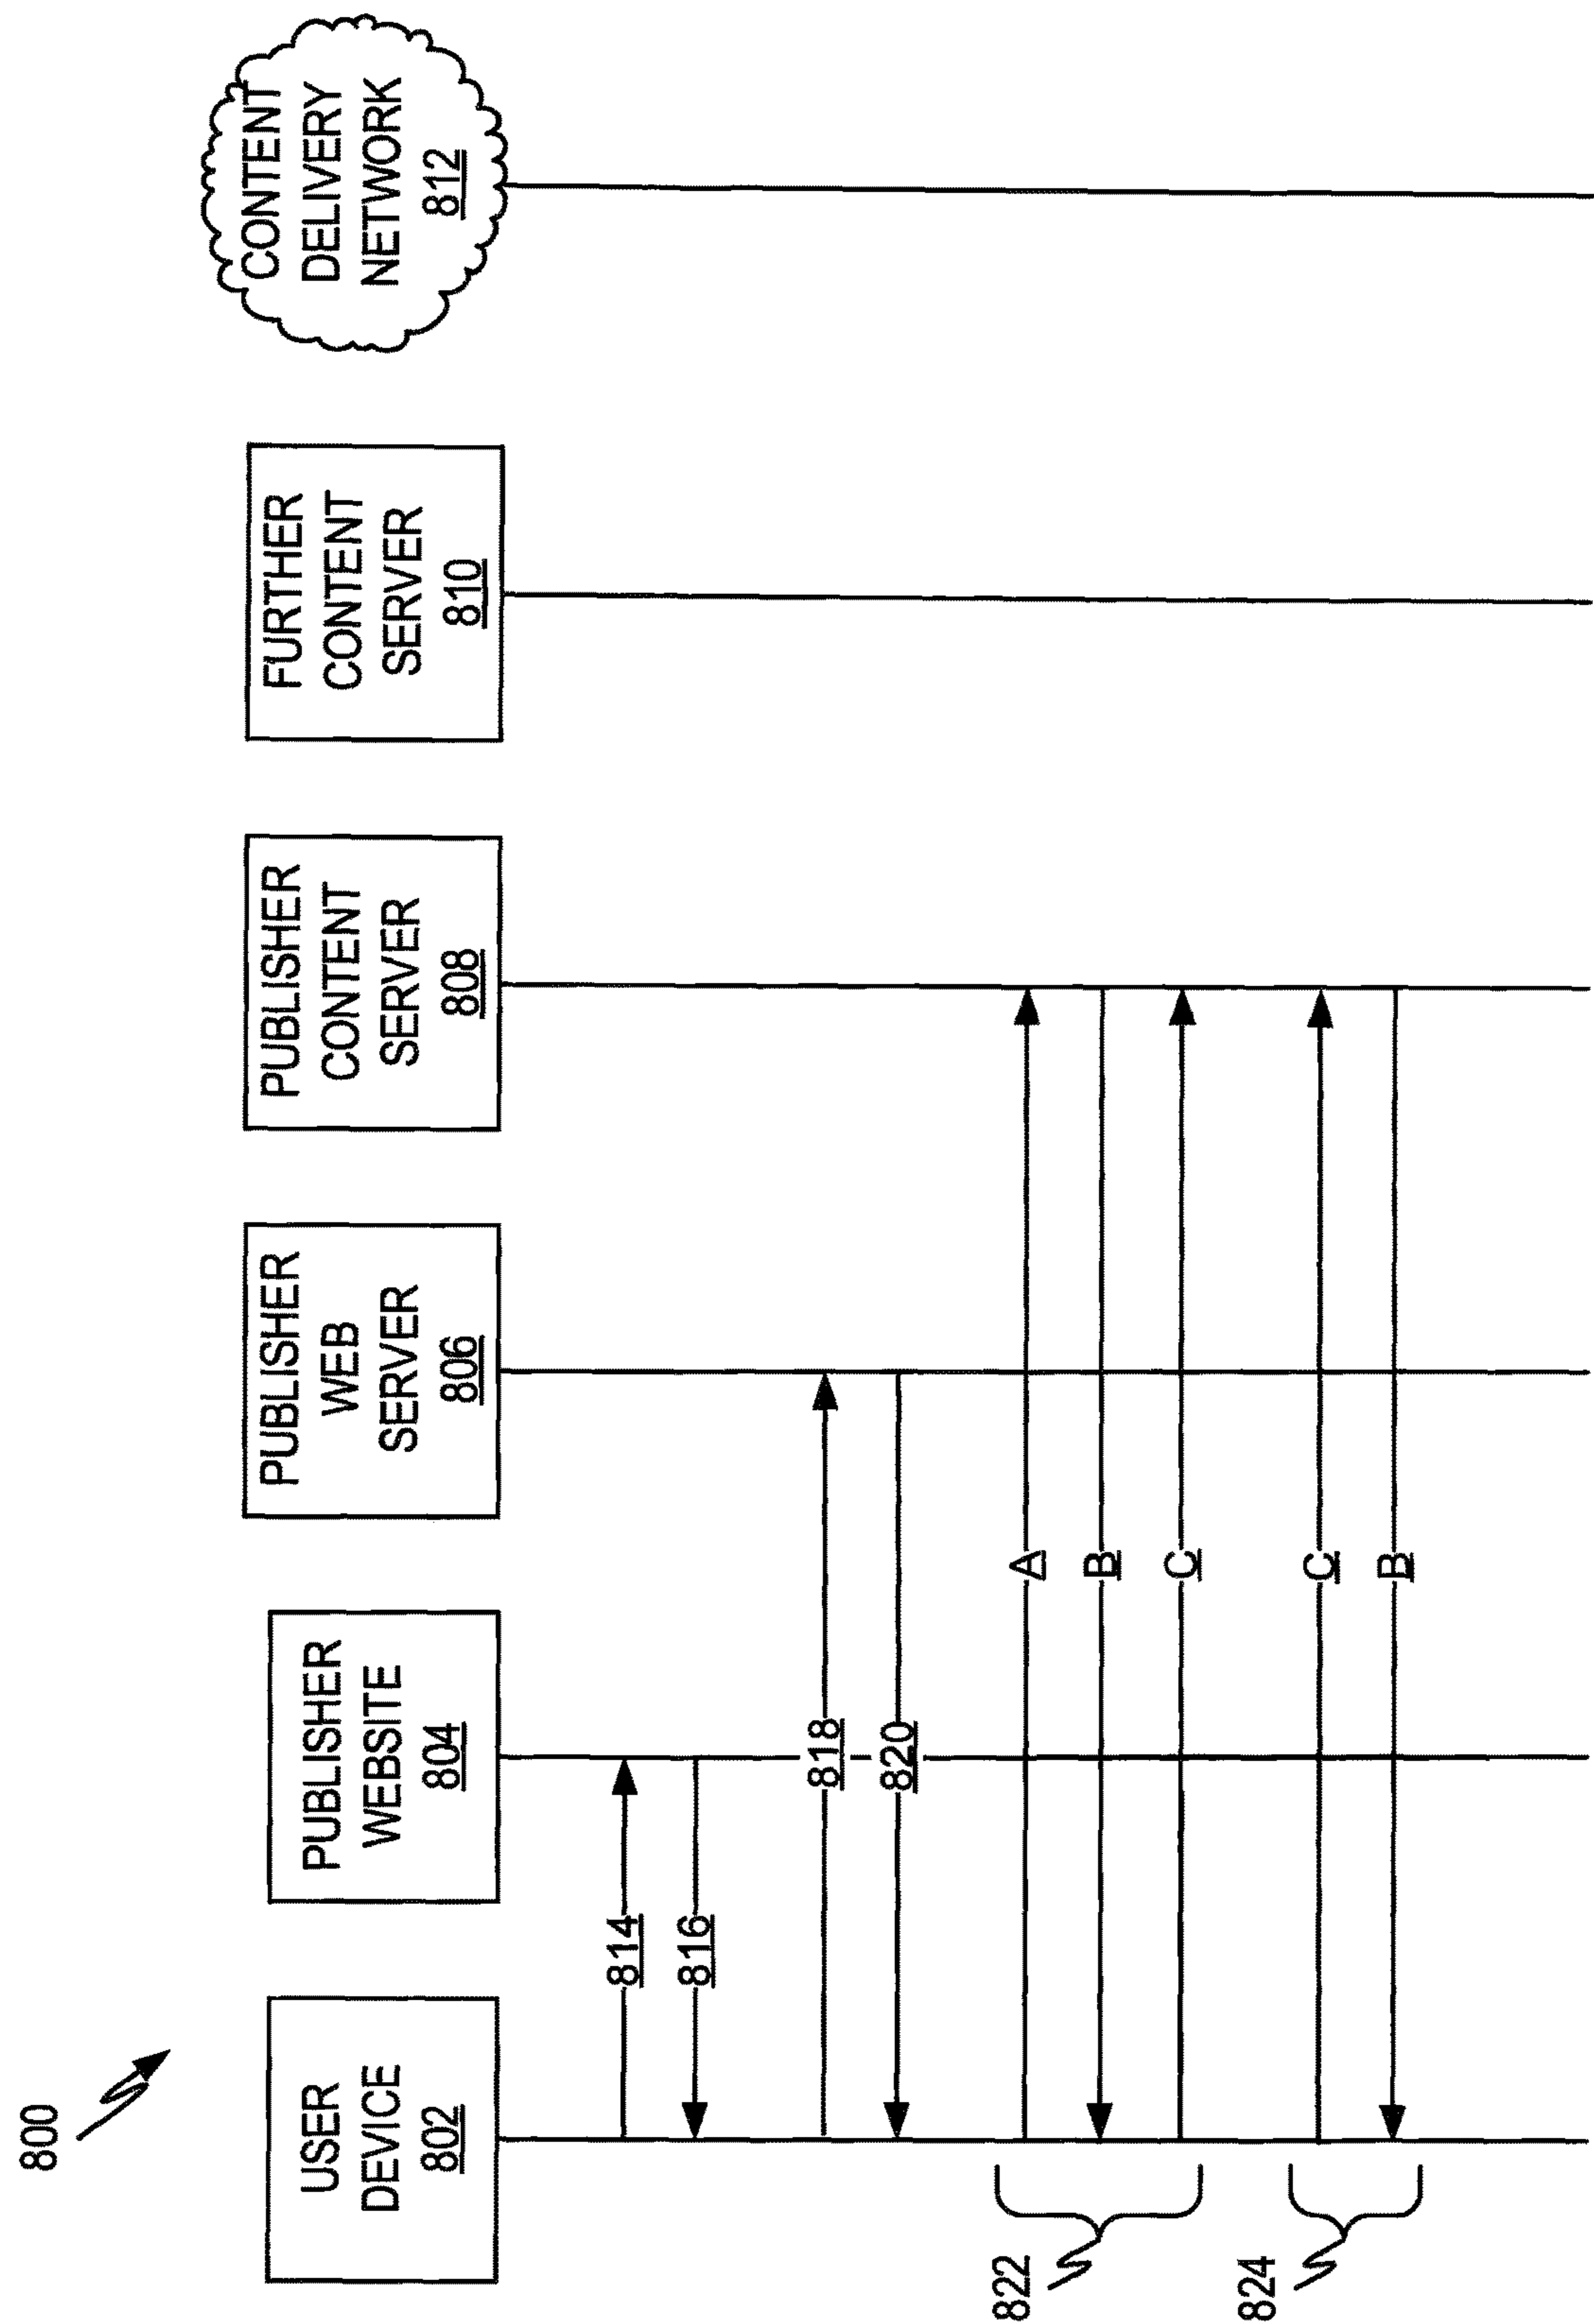 800
USER
DEVICE
802
PUBLISHER
WEBSITE
804
PUBLISHER
WEB
SERVER
806
PUBLISHER
CONTENT
SERVER
808
FURTHER
CONTENT
SERVER
810
CONTENT
DELIVERY
NETWORK
812
814
816
818
820
822
A
B
C
824
C
B